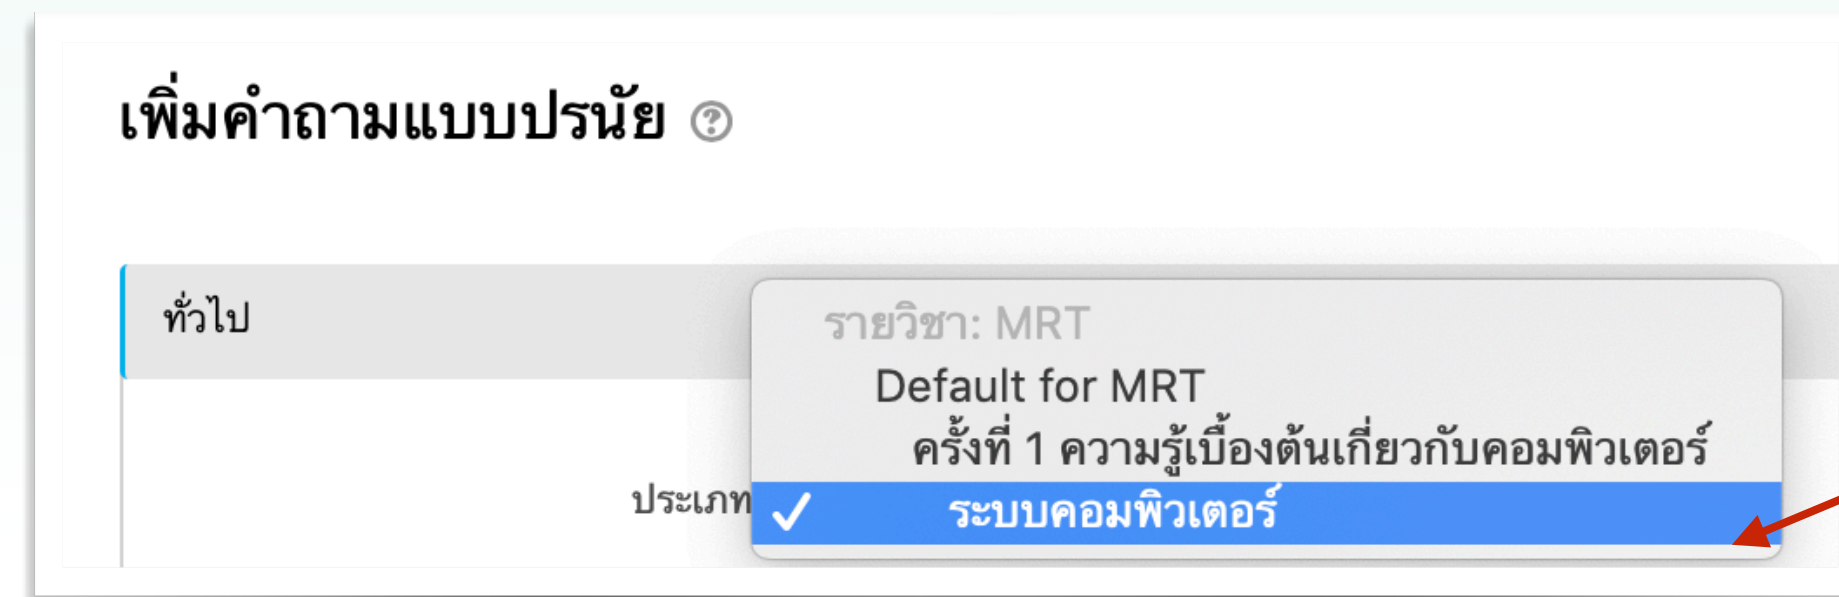 เพิ่มคำถามแบบปรนัย
ทั่วไป
รายวิชา: MRT
Default for MRT
ครั้งที่ 1 ความรู้เบื้องต้นเกี่ยวกับคอมพิวเตอร์
ประเภท
ระบบคอมพิวเตอร์